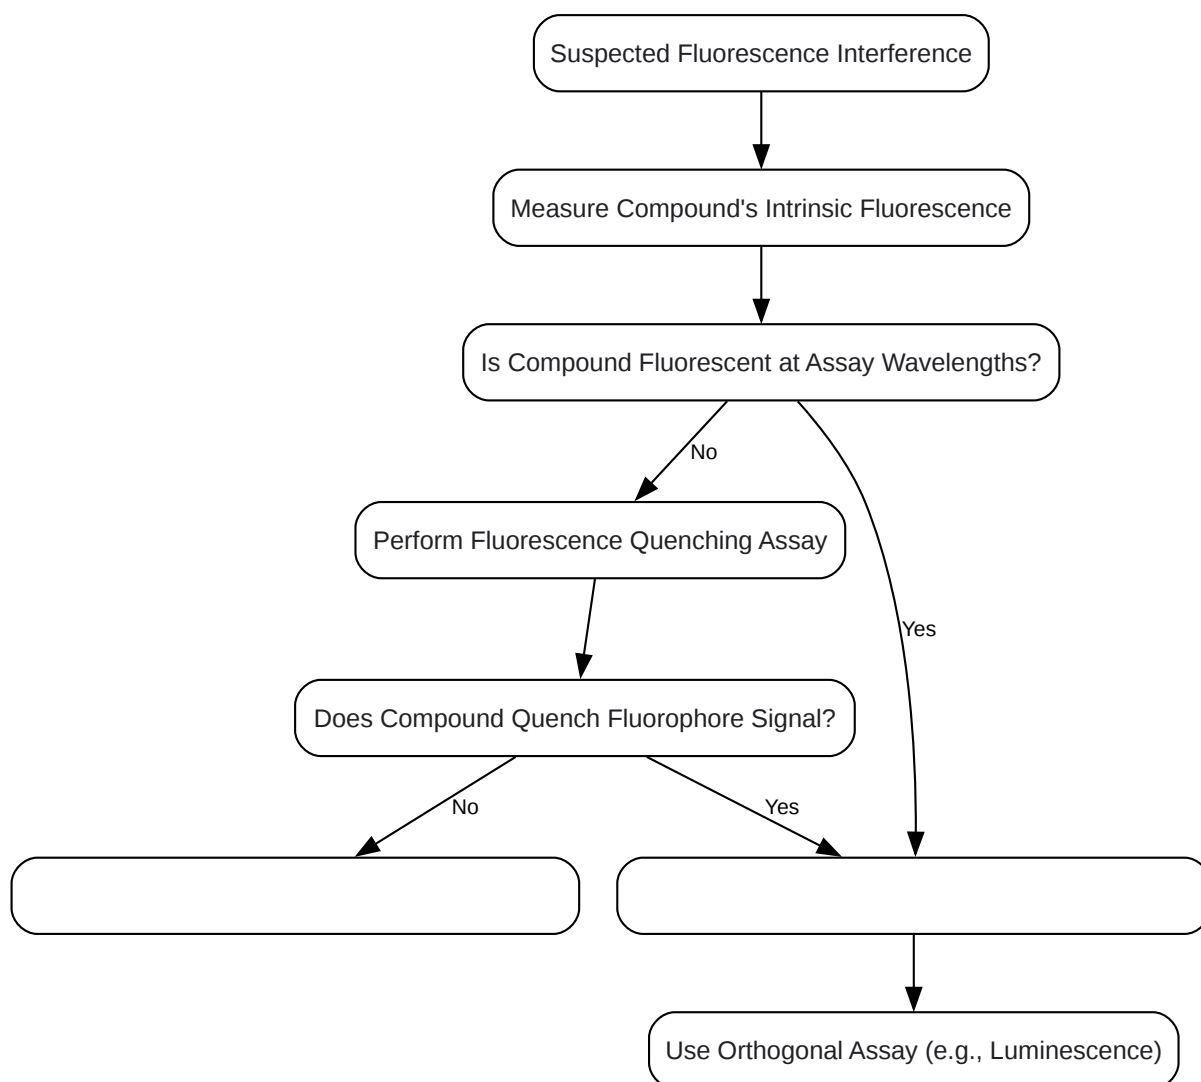 Suspected Fluorescence Interference
Measure Compound's Intrinsic Fluorescence
Is Compound Fluorescent at Assay Wavelengths?
No
Perform Fluorescence Quenching Assay
Yes
Does Compound Quench Fluorophore Signal?
No
Yes
Use Orthogonal Assay (e.g., Luminescence)